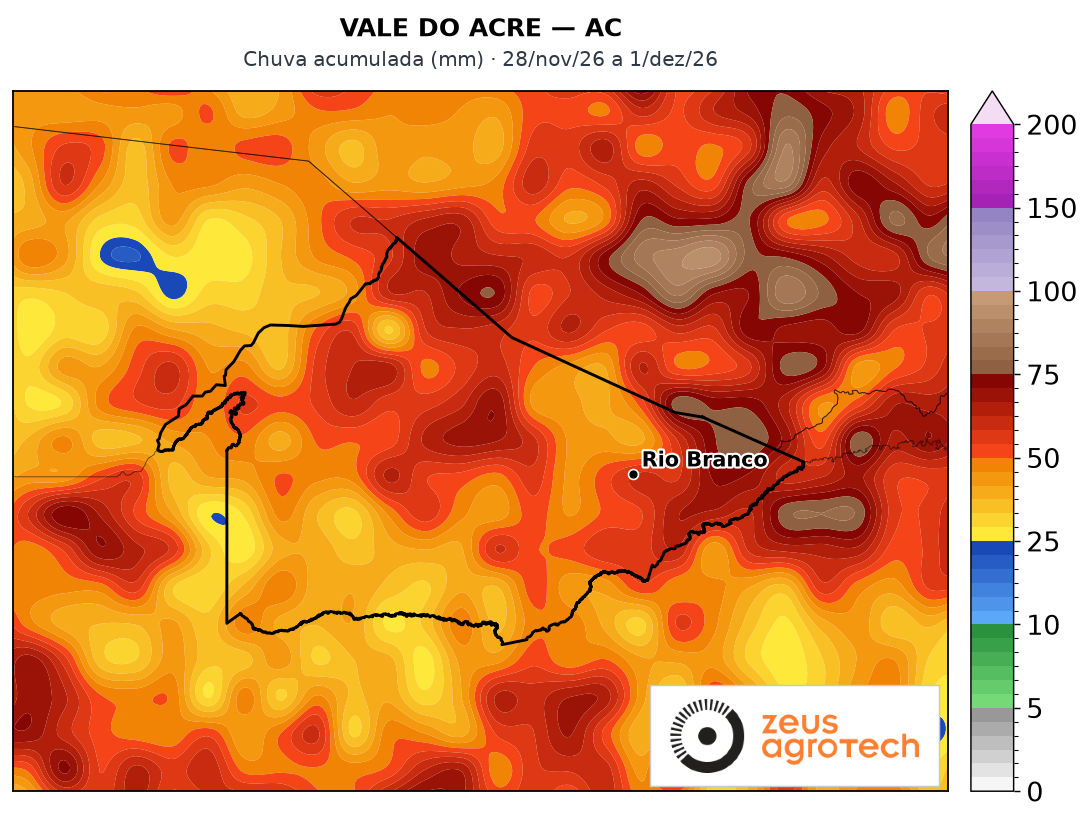 VALE DO ACRE — AC
Chuva acumulada (mm) · 28/nov/26 a 1/dez/26
200
150
100
75
50
25
10
5
0
Rio Branco
zeus
agrotech